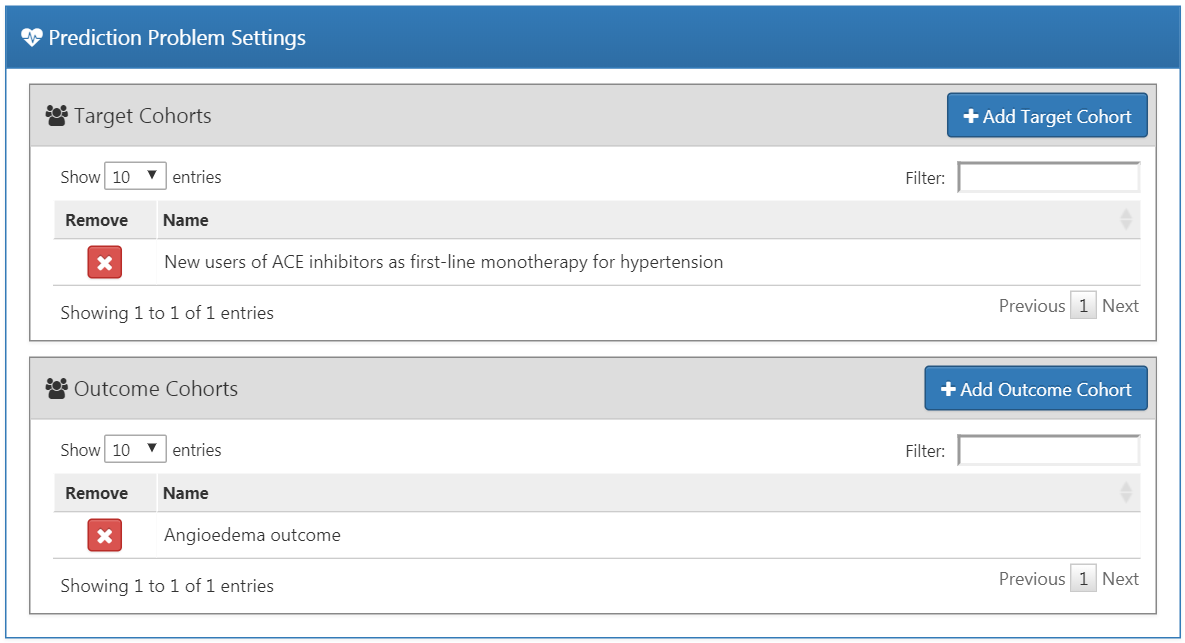 Prediction Problem Settings
Target Cohorts
Add Target Cohort
Show 10 entries
Filter:
Remove Name
New users of ACE inhibitors as first-line monotherapy for hypertension
Showing 1 to 1 of 1 entries
Previous 1 Next
Outcome Cohorts
Add Outcome Cohort
Show 10 entries
Filter:
Remove Name
Angioedema outcome
Showing 1 to 1 of 1 entries
Previous 1 Next